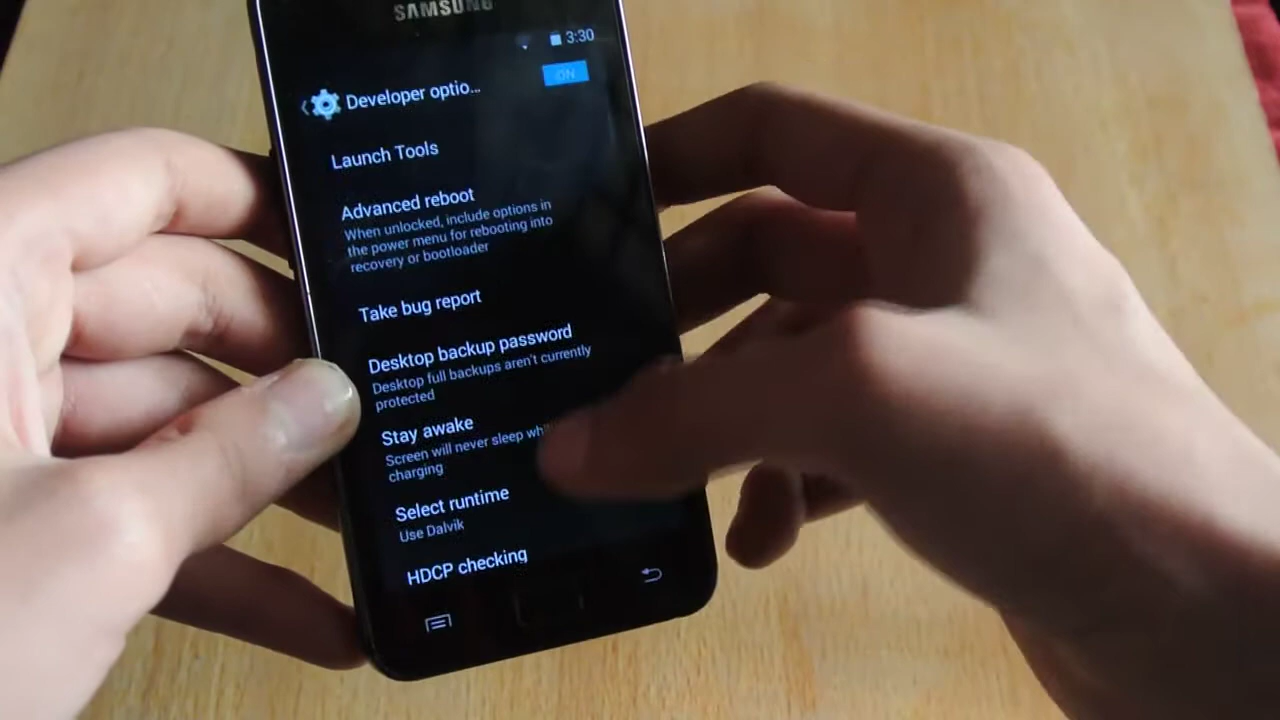 SAMSUNG
3:30
Developer optio...
ON
Launch Tools
Advanced reboot
When unlocked, include options in
the power menu for rebooting into
recovery or bootloader
Take bug report
Desktop backup password
Desktop full backups aren't currently
protected
Stay awake
Screen will never sleep
charging
Select runtime
Use Dalvik
HDCP checking